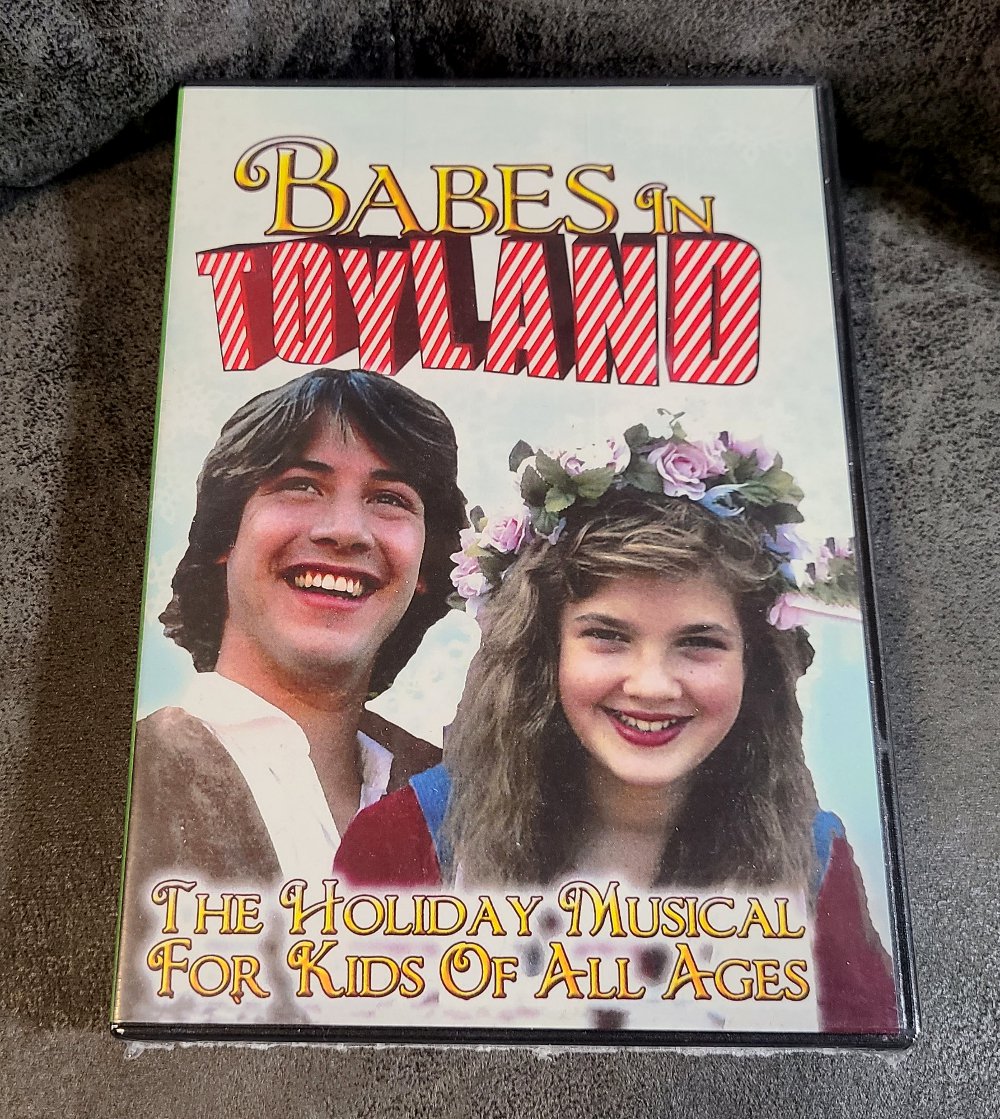 Babes in
TOYLAND
The Holiday Musical
For Kids Of All Ages